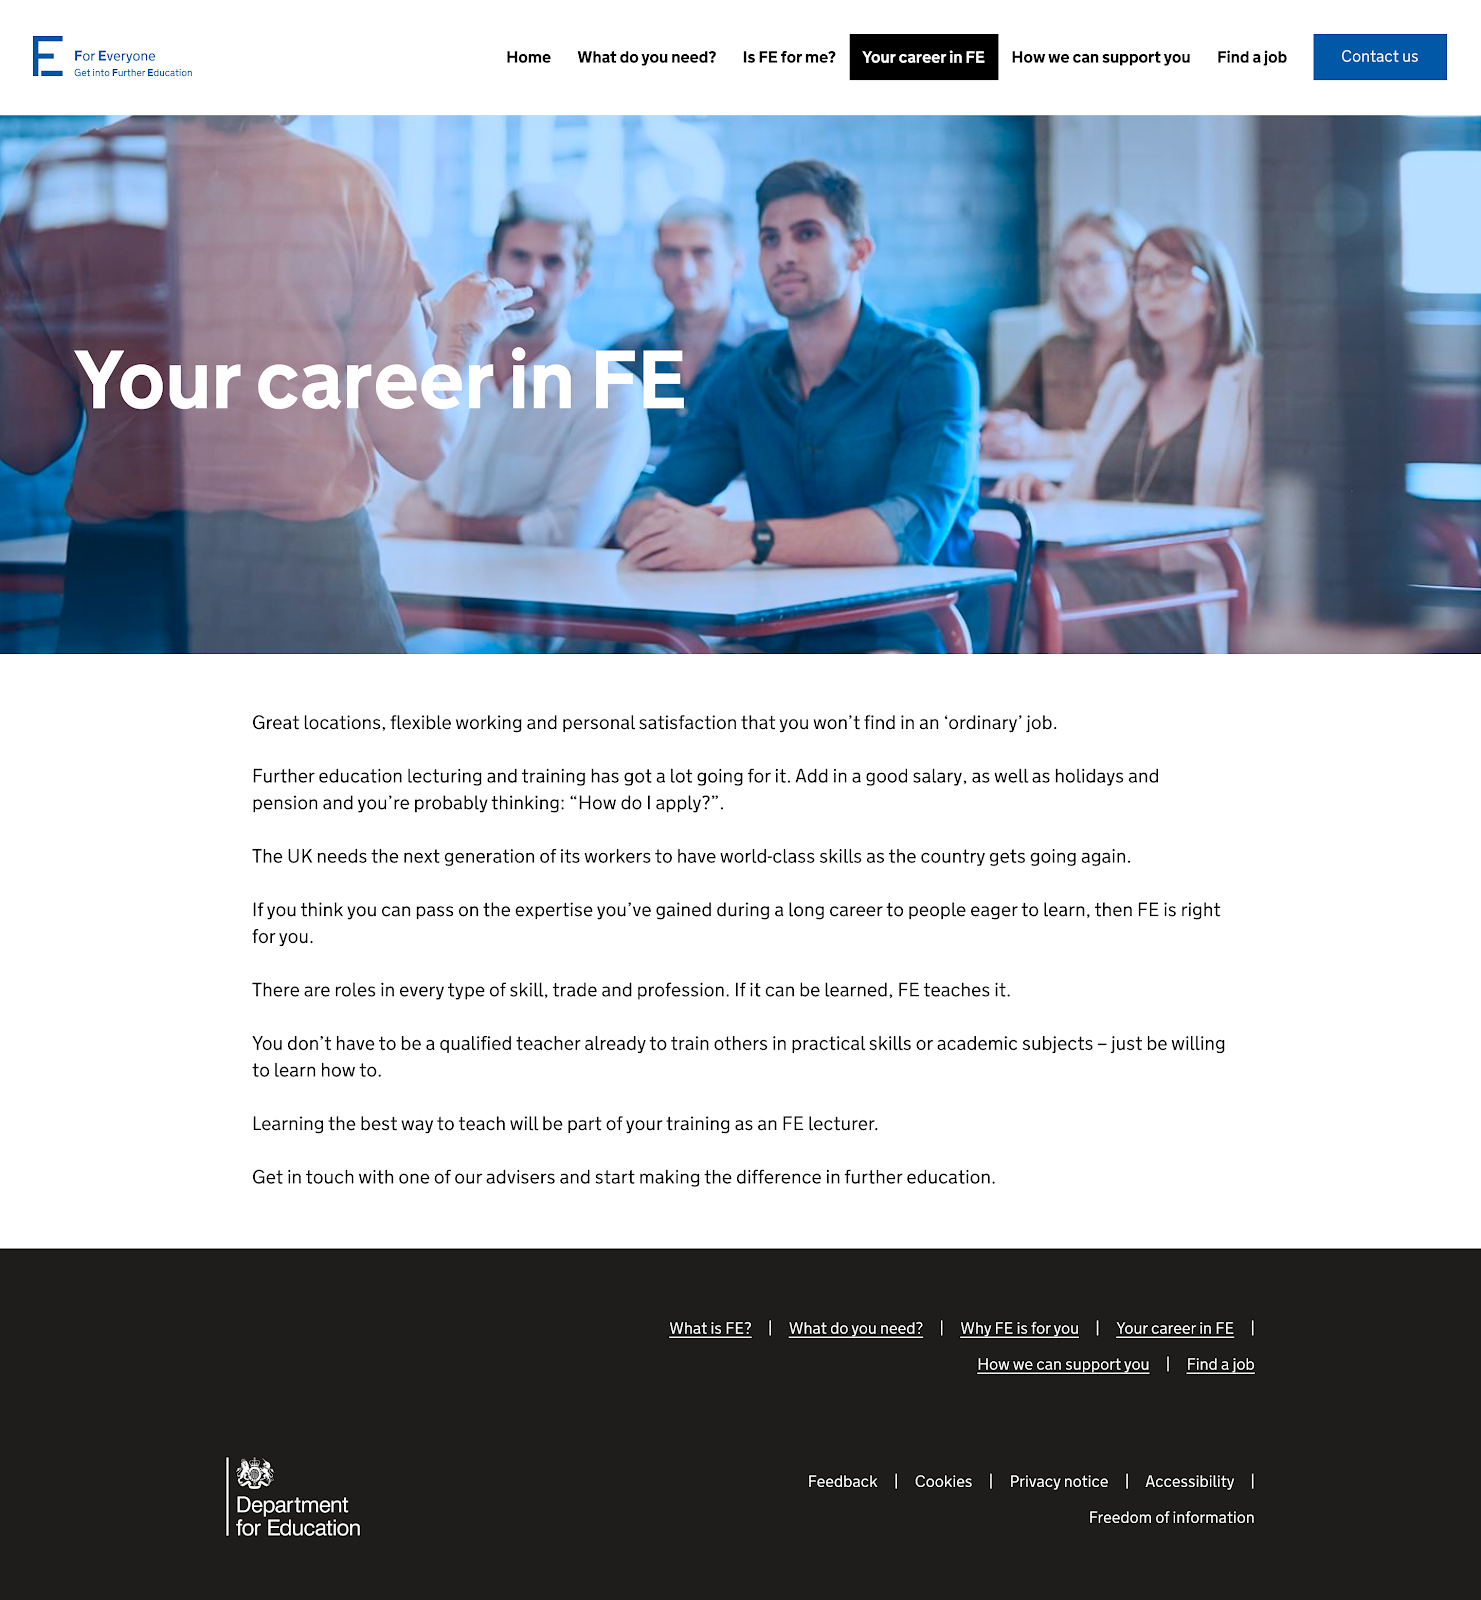 For Everyone
Get into Further Education
Home
What do you need?
Is FE for me?
Your career in FE
How we can support you
Find a job
Contact us
Your career in FE
Great locations, flexible working and personal satisfaction that you won’t find in an ‘ordinary’ job.
Further education lecturing and training has got a lot going for it. Add in a good salary, as well as holidays and
pension and you’re probably thinking: “How do I apply?”.
The UK needs the next generation of its workers to have world-class skills as the country gets going again.
If you think you can pass on the expertise you’ve gained during a long career to people eager to learn, then FE is right
for you.
There are roles in every type of skill, trade and profession. If it can be learned, FE teaches it.
You don’t have to be a qualified teacher already to train others in practical skills or academic subjects – just be willing
to learn how to.
Learning the best way to teach will be part of your training as an FE lecturer.
Get in touch with one of our advisers and start making the difference in further education.
What is FE? | What do you need? | Why FE is for you | Your career in FE |
How we can support you | Find a job
Department
for Education
Feedback | Cookies | Privacy notice | Accessibility |
Freedom of information